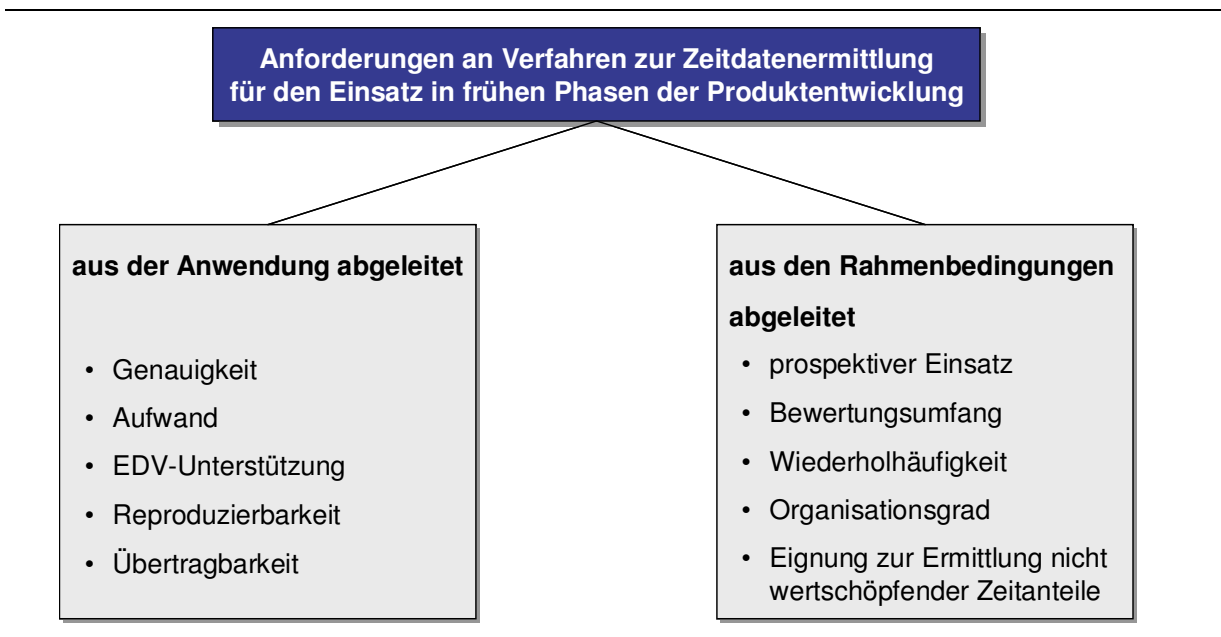 Anforderungen an Verfahren zur Zeitdatenermittlung
für den Einsatz in frühen Phasen der Produktentwicklung
aus der Anwendung abgeleitet
• Genauigkeit
• Aufwand
• EDV-Unterstützung
• Reproduzierbarkeit
• Übertragbarkeit
aus den Rahmenbedingungen
abgeleitet
• prospektiver Einsatz
• Bewertungsumfang
• Wiederholhäufigkeit
• Organisationsgrad
• Eignung zur Ermittlung nicht
wertschöpfender Zeitanteile